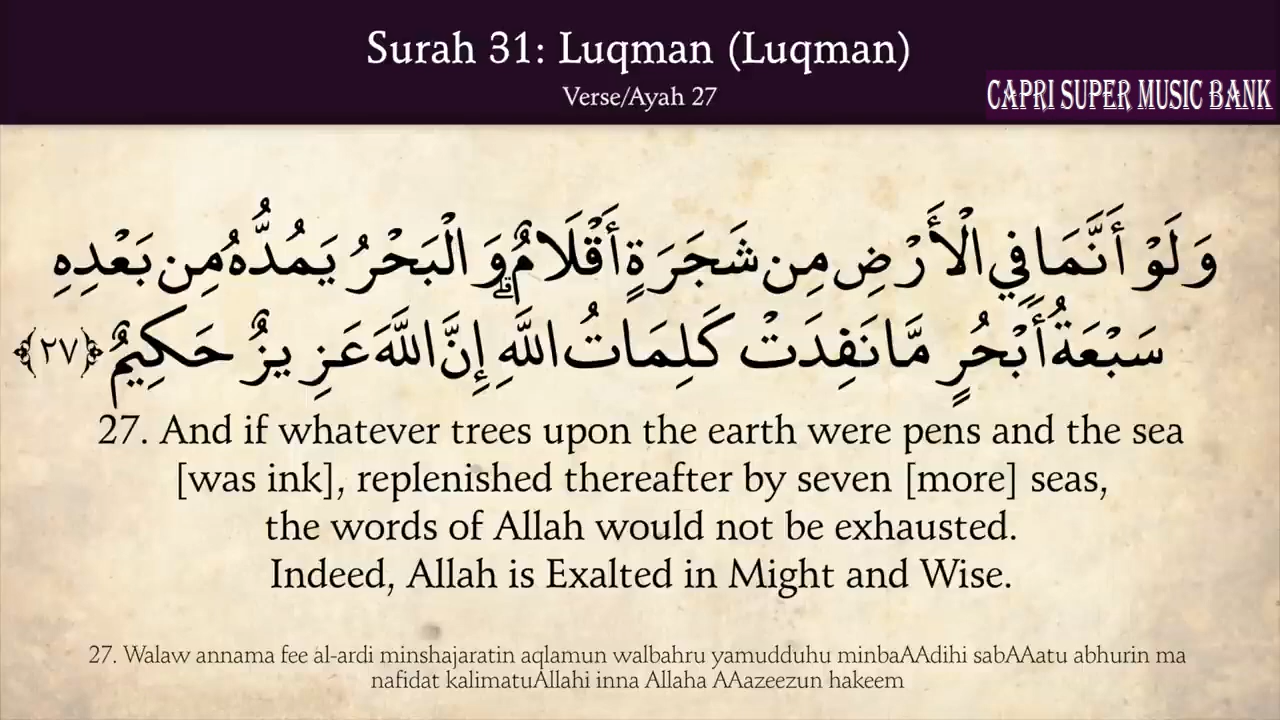 Surah 31: Luqman (Luqman)
Verse/Ayah 27
CAPRI SUPER MUSIC BANK
وَلَوْ أَنَّمَا فِي الْأَرْضِ مِن شَجَرَةٍ أَقْلَامٌ وَالْبَحْرُ يَمُدُّهُ مِن بَعْدِهِ
سَبْعَةُ أَبْحُرٍ مَّا نَفِدَتْ كَلِمَاتُ اللَّهِ إِنَّ اللَّهَ عَزِيزٌ حَكِيمٌ ﴿٢٧﴾
27. And if whatever trees upon the earth were pens and the sea
[was ink], replenished thereafter by seven [more] seas,
the words of Allah would not be exhausted.
Indeed, Allah is Exalted in Might and Wise.
27. Walaw annama fee al-ardi minshajaratin aqlamun walbahru yamudduhu minbaAAdihi sabAAatu abhurin ma
nafidat kalimatuAllahi inna Allaha AAazeezun hakeem